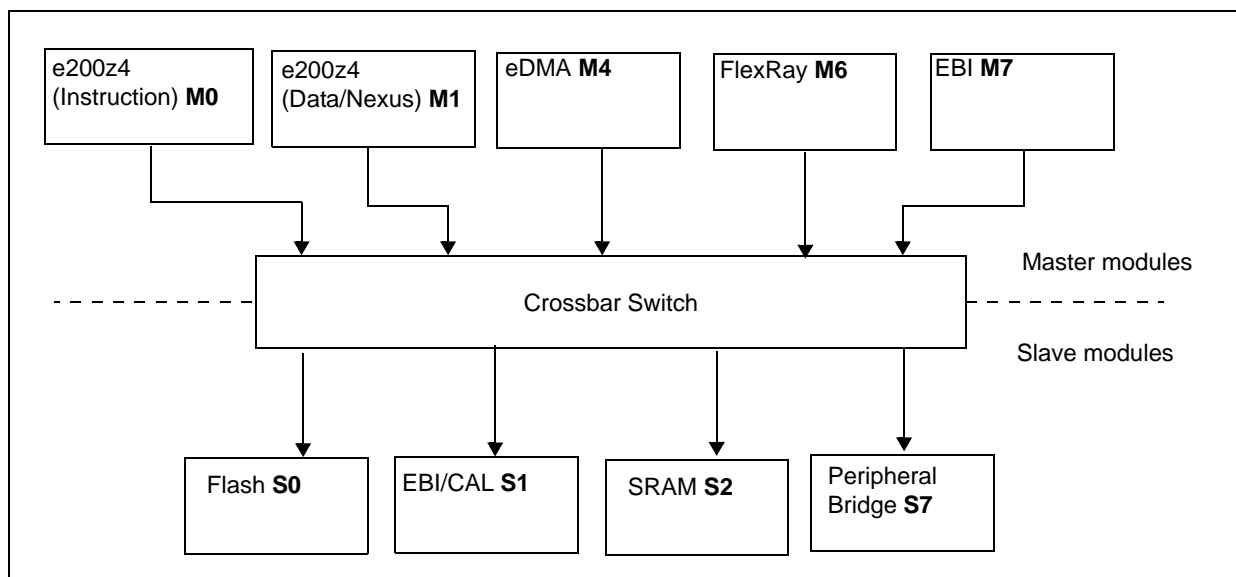 e200z4
(Instruction) M0
e200z4
(Data/Nexus) M1
eDMA M4
FlexRay M6
EBI M7
Master modules
Crossbar Switch
Slave modules
Flash S0
EBI/CAL S1
SRAM S2
Peripheral
Bridge S7